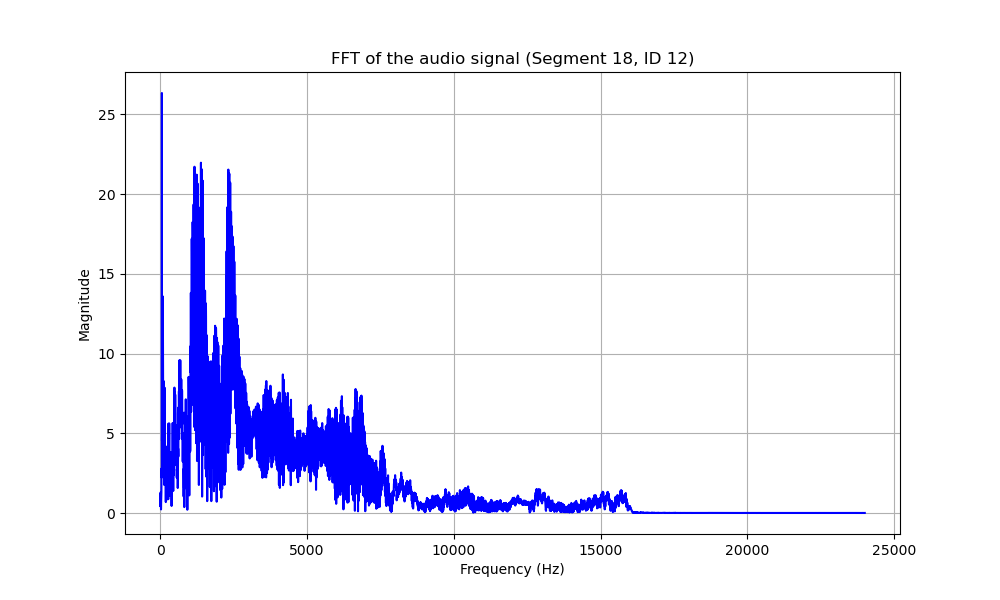 FFT of the audio signal (Segment 18, ID 12)
25
20
15
10
5
0
Magnitude
0 5000 10000 15000 20000 25000
Frequency (Hz)